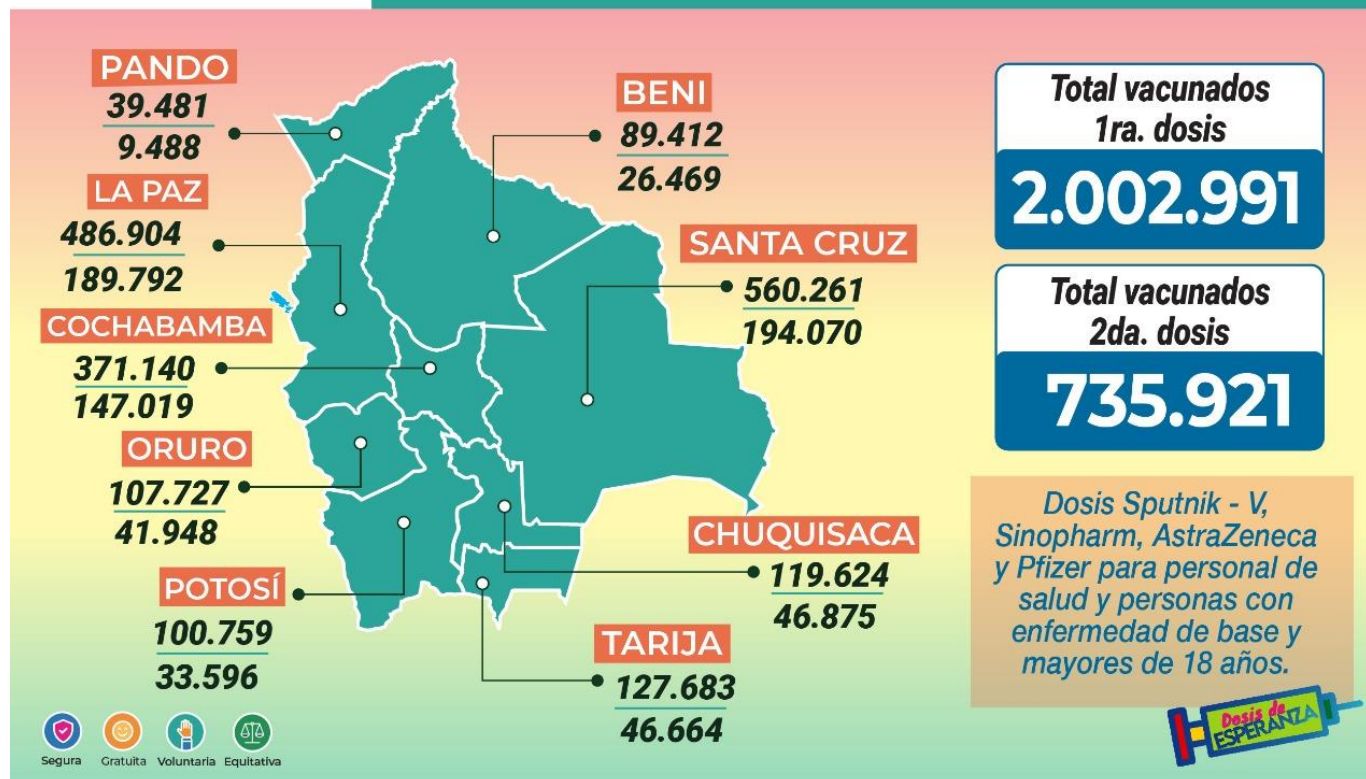 PANDO
39.481
9.488
LA PAZ
486.904
189.792
COCHABAMBA
371.140
147.019
ORURO
107.727
41.948
POTOSÍ
100.759
33.596
BENI
89.412
26.469
SANTA CRUZ
560.261
194.070
CHUQUISACA
119.624
46.875
TARIJA
127.683
46.664
Total vacunados
1ra. dosis
2.002.991
Total vacunados
2da. dosis
735.921
Dosis Sputnik - V,
Sinopharm, AstraZeneca
y Pfizer para personal de
salud y personas con
enfermedad de base y
mayores de 18 años.
Dosis de
ESPERANZA
Segura Gratuita Voluntaria Equitativa